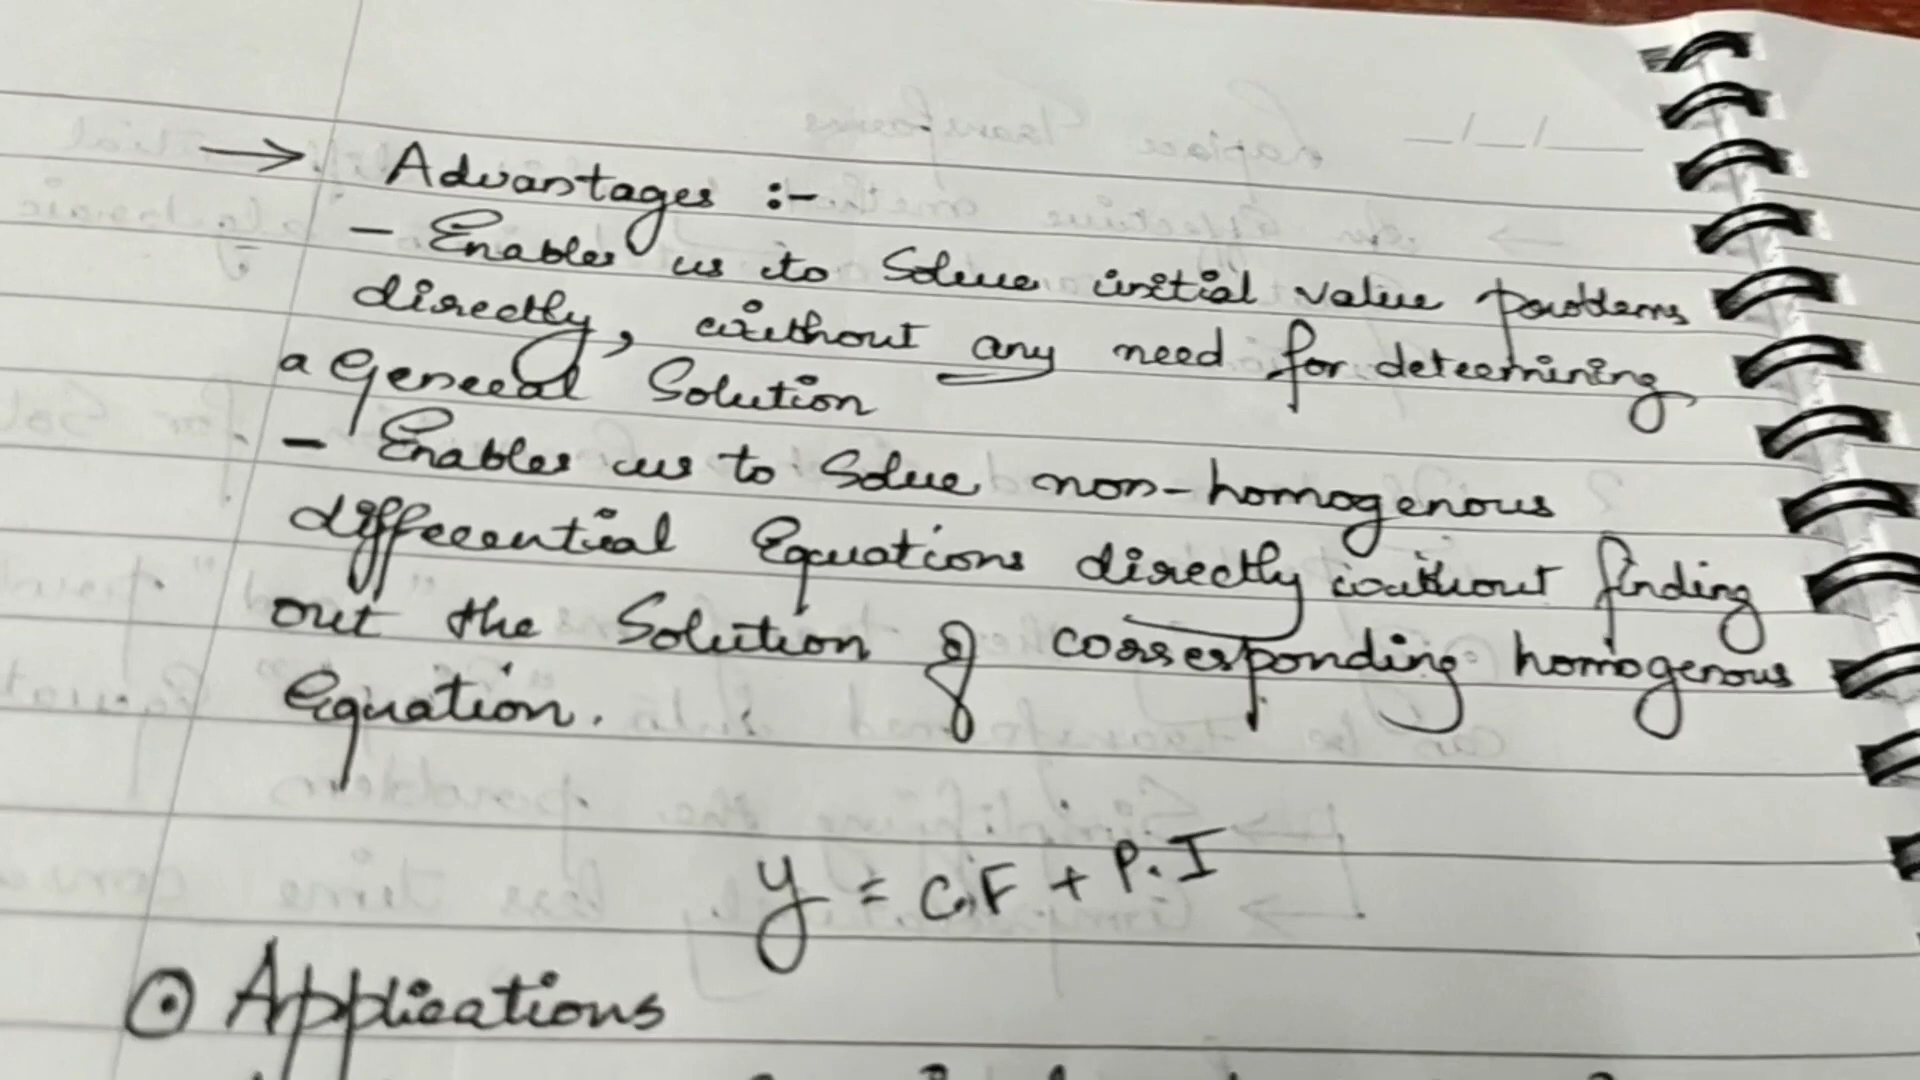 → Advantages :-
- Enables us to Solve initial value problems
directly, without any need for determining
a General Solution
- Enables us to Solve non-homogenous
differential Equations directly without finding
out the Solution of corresponding homogenous
Equation.
y = C.F + P.I
⊙ Applications